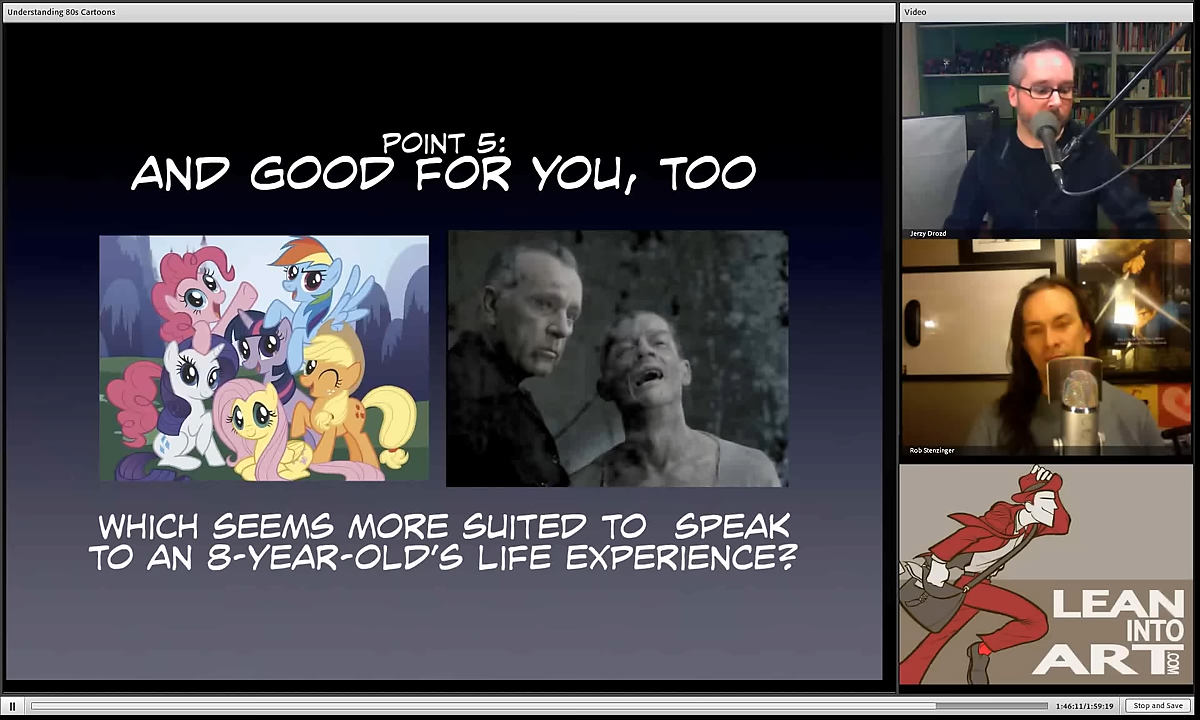 Understanding 80s Cartoons
Video
POINT 5:
AND GOOD FOR YOU, TOO
WHICH SEEMS MORE SUITED TO SPEAK
TO AN 8-YEAR-OLD'S LIFE EXPERIENCE?
Jerzy Drozd
Rob Stenzinger
LEAN
INTO
ART.COM
1:46:11/1:59:19
Stop and Save